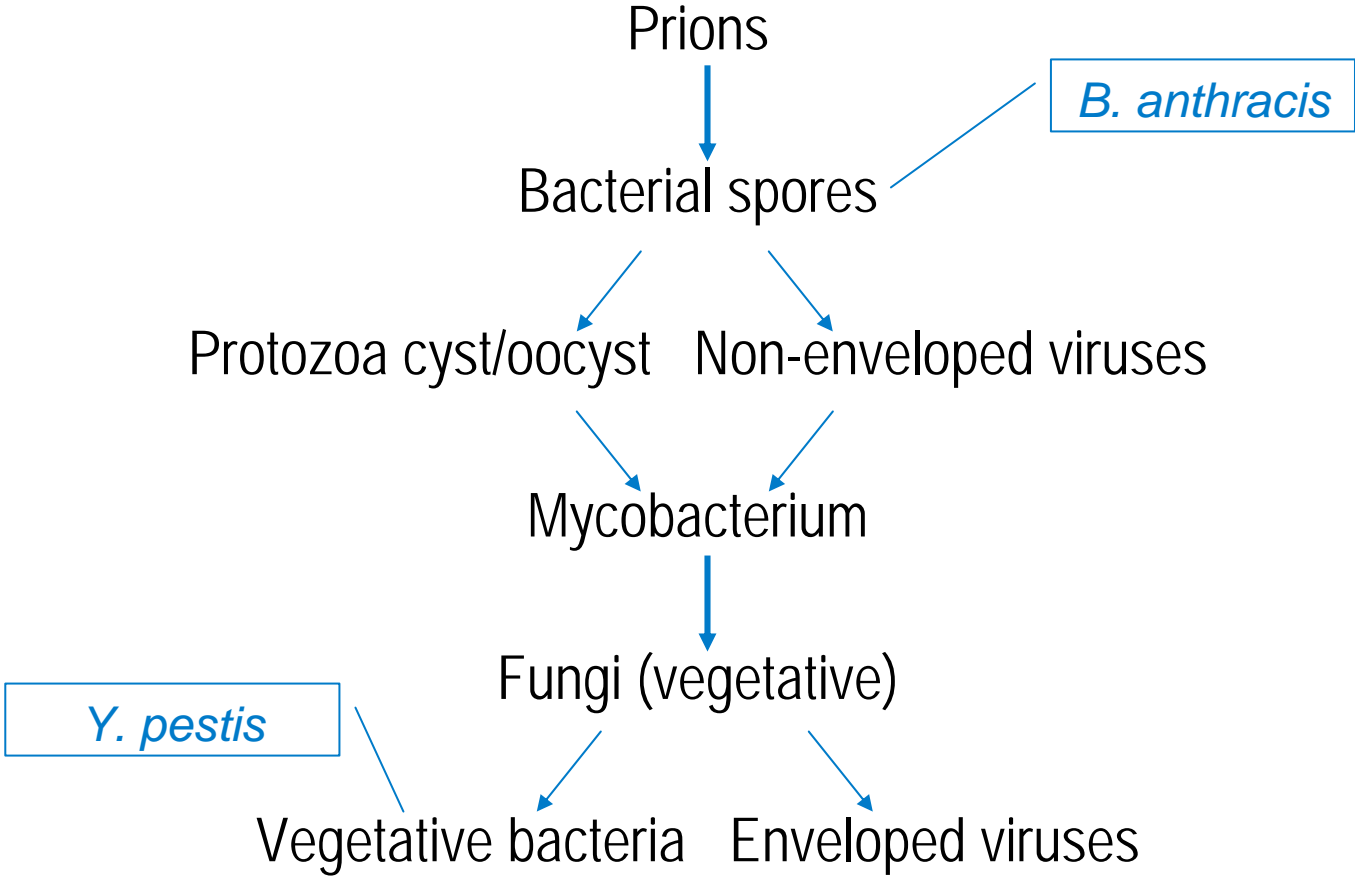 Prions
B. anthracis
Bacterial spores
Protozoa cyst/oocyst
Non-enveloped viruses
Mycobacterium
Fungi (vegetative)
Y. pestis
Vegetative bacteria
Enveloped viruses